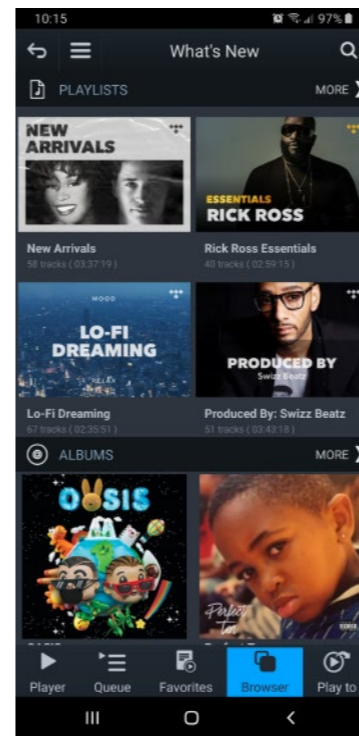 10:15
97%
What's New
PLAYLISTS
MORE
NEW
ARRIVALS
ESSENTIALS
RICK ROSS
New Arrivals
58 tracks ( 03:37:19 )
Rick Ross Essentials
40 tracks ( 02:59:15 )
MOOD
LO-FI
DREAMING
RELAX
PRODUCED BY
Swizz Beatz
Lo-Fi Dreaming
67 tracks ( 02:35:51 )
Produced By: Swizz Beatz
51 tracks ( 03:43:18 )
ALBUMS
MORE
OASIS
Perfect
Ten
Player
Queue
Favorites
Browser
Play to